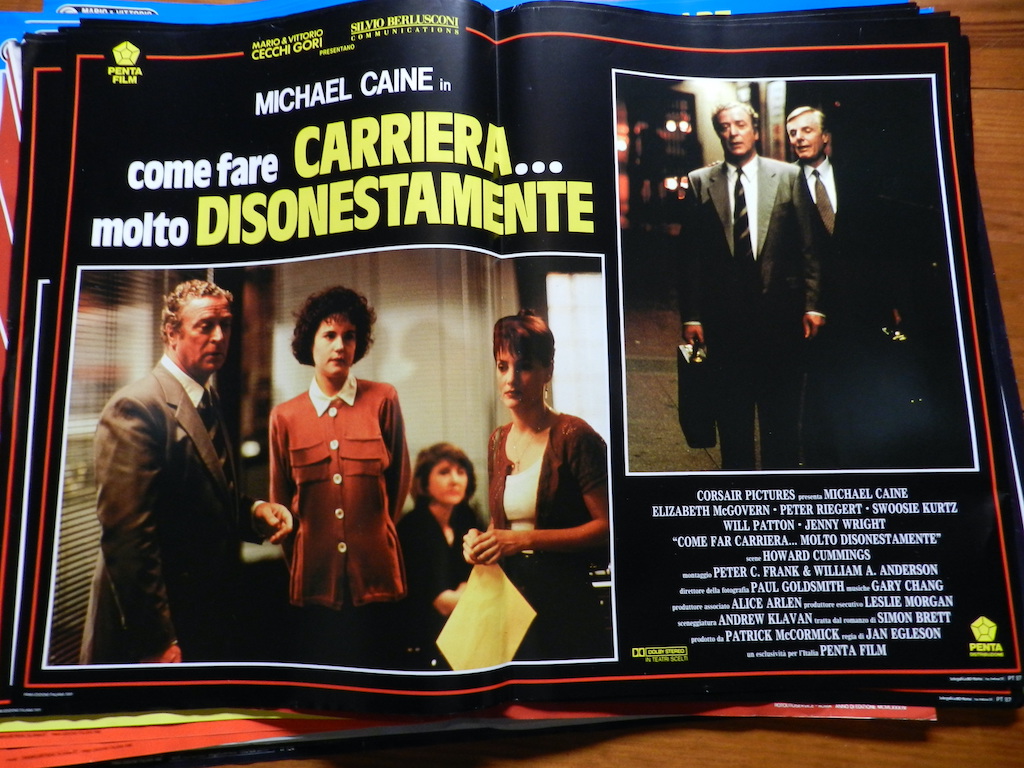 MARIO & VITTORIO
PENTA
FILM
MARIO & VITTORIO
CECCHI GORI
PRESENTANO
SILVIO BERLUSCONI
COMMUNICATIONS
MICHAEL CAINE in
come fare CARRIERA...
molto DISONESTAMENTE
CORSAIR PICTURES presenta MICHAEL CAINE
ELIZABETH McGOVERN • PETER RIEGERT • SWOOSIE KURTZ
WILL PATTON • JENNY WRIGHT
“COME FAR CARRIERA... MOLTO DISONESTAMENTE”
scene HOWARD CUMMINGS
montaggio PETER C. FRANK & WILLIAM A. ANDERSON
direttore della fotografia PAUL GOLDSMITH musiche GARY CHANG
produttore associato ALICE ARLEN produttore esecutivo LESLIE MORGAN
sceneggiatura ANDREW KLAVAN tratta dal romanzo di SIMON BRETT
prodotto da PATRICK McCORMICK regia di JAN EGLESON
un esclusività per l'Italia PENTA FILM
DOLBY STEREO
IN TEATRI SCELTI
PENTA
DISTRIBUZIONE